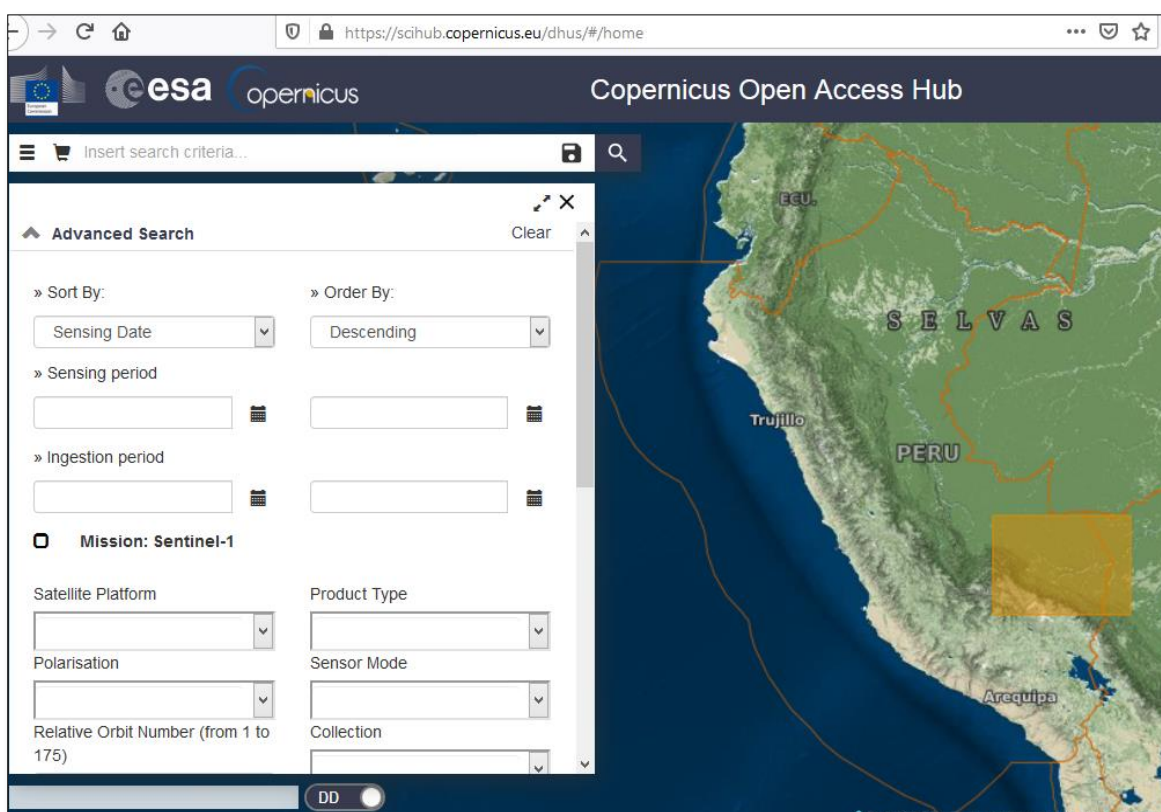 https://scihub.copernicus.eu/dhus/#/home
esa opernicus
Copernicus Open Access Hub
Insert search criteria...
Advanced Search Clear
» Sort By: » Order By:
Sensing Date Descending
» Sensing period
» Ingestion period
Mission: Sentinel-1
Satellite Platform Product Type
Polarisation Sensor Mode
Relative Orbit Number (from 1 to Collection
175)
DD
ECU.
SELVAS
Trujillo
PERU
Arequipa